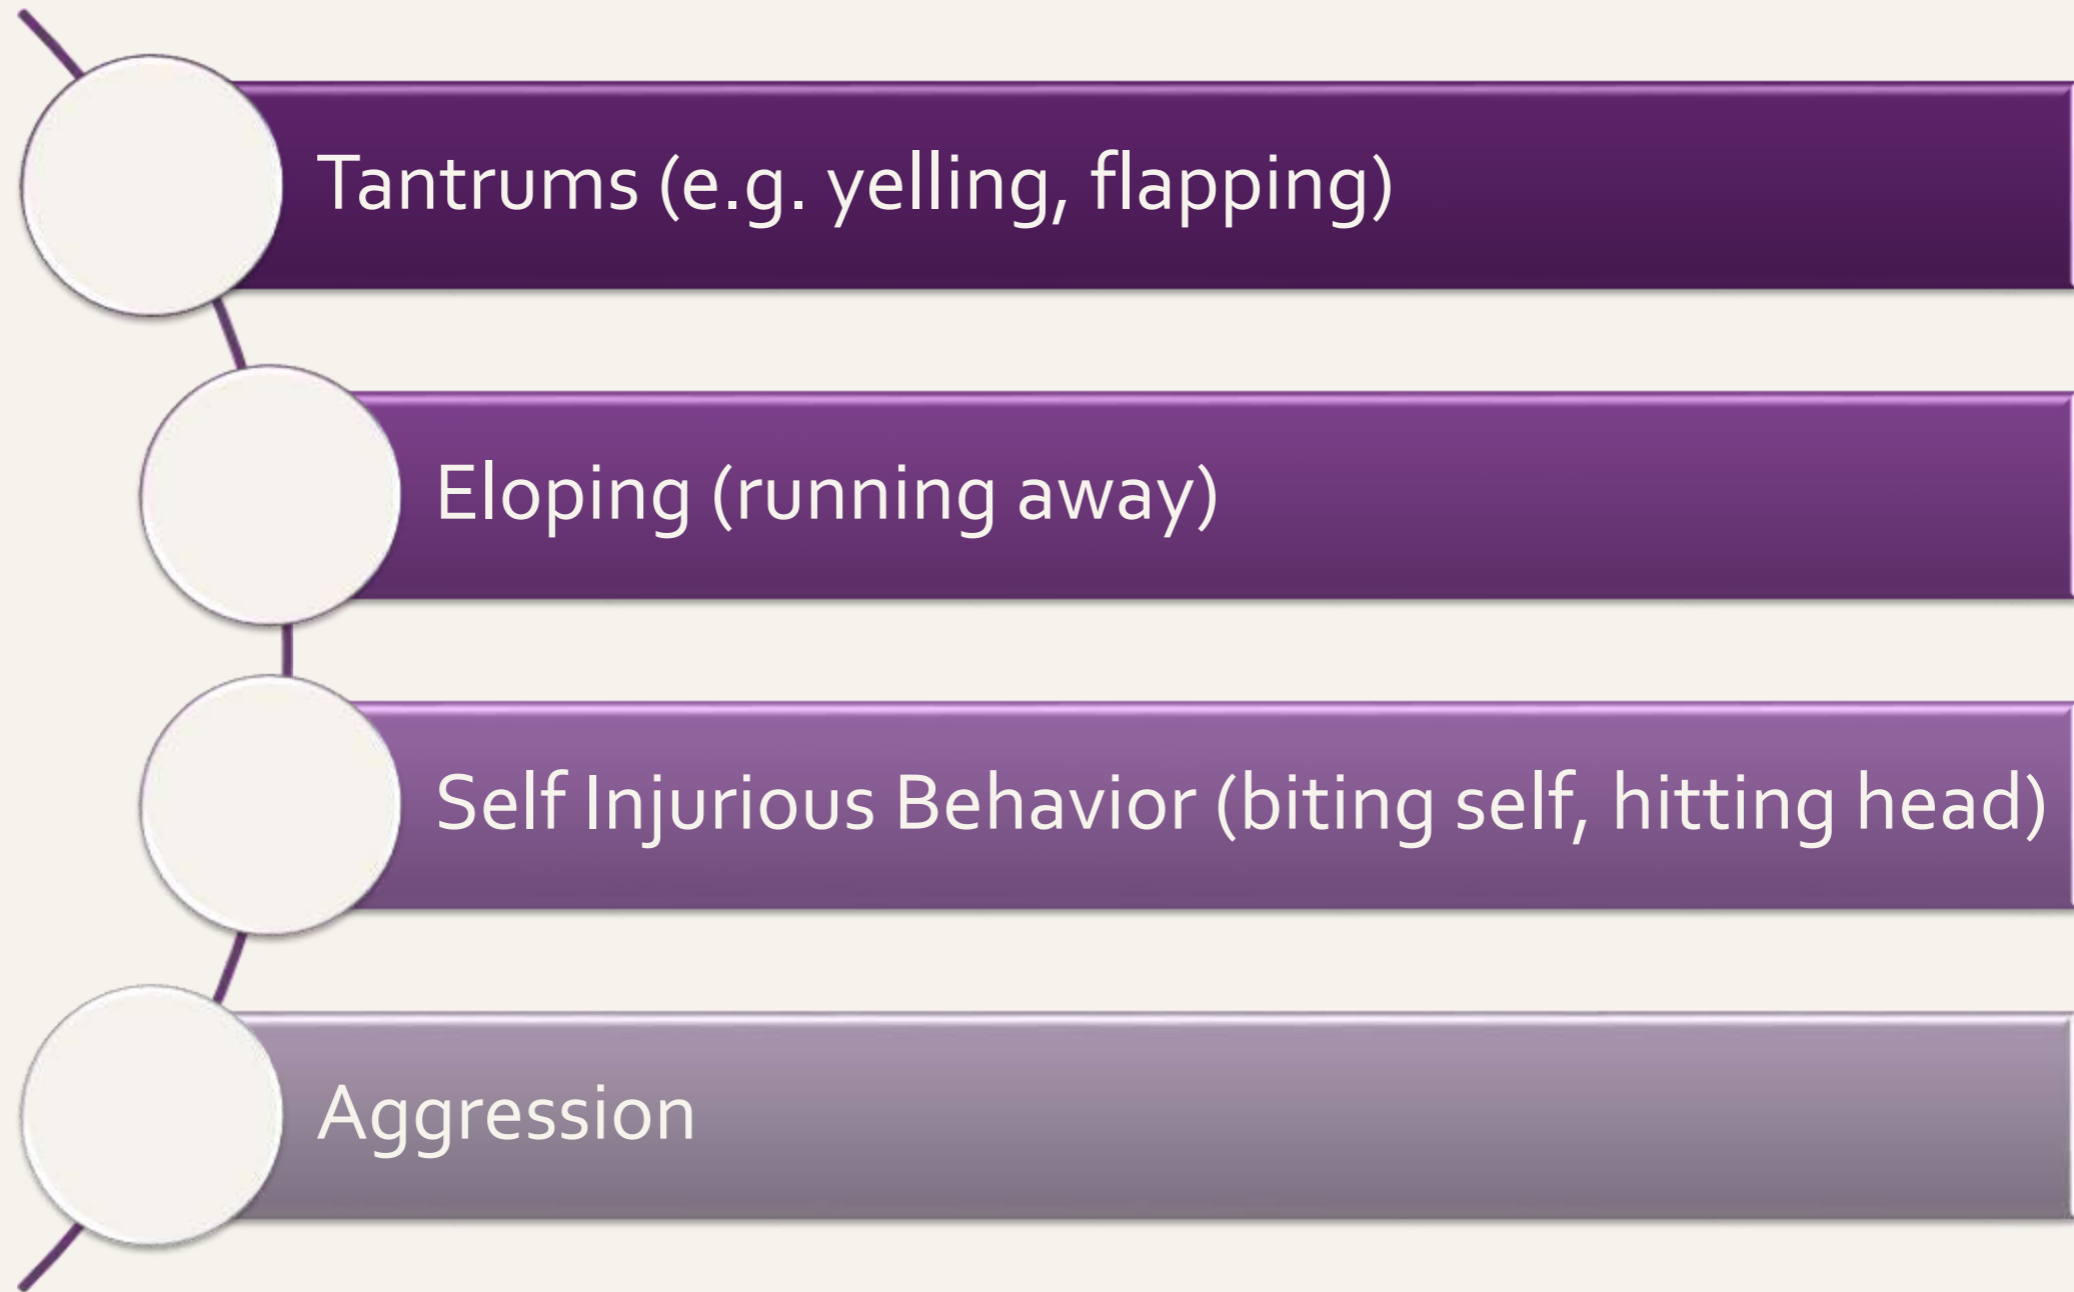 Tantrums (e.g. yelling, flapping)
Eloping (running away)
Self Injurious Behavior (biting self, hitting head)
Aggression